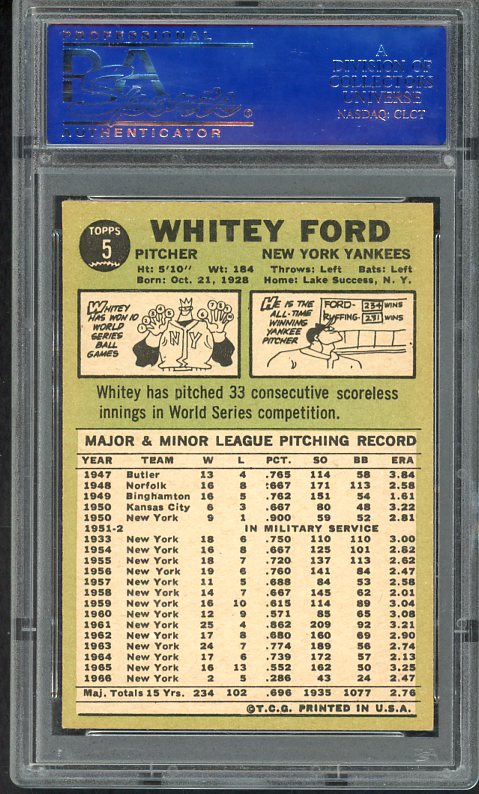 PROFESSIONAL
PSA
Sports
AUTHENTICATOR
A
DIVISION OF
COLLECTORS
UNIVERSE
NASDAQ: CLCT
TOPPS
5
WHITEY FORD
PITCHER NEW YORK YANKEES
Ht: 5'10" Wt: 184 Throws: Left Bats: Left
Born: Oct. 21, 1928 Home: Lake Success, N. Y.
WHITEY
HAS WON 10
WORLD
SERIES
BALL
GAMES
NY
HE IS THE
ALL-TIME
WINNING
YANKEE
PITCHER
FORD- 234 WINS
RUFFING- 231 WINS
Whitey has pitched 33 consecutive scoreless
innings in World Series competition.
MAJOR & MINOR LEAGUE PITCHING RECORD
YEAR TEAM W L PCT. SO BB ERA
1947 Butler 13 4 .765 114 58 3.84
1948 Norfolk 16 8 .667 171 113 2.58
1949 Binghamton 16 5 .762 151 54 1.61
1950 Kansas City 6 3 .667 80 48 3.22
1950 New York 9 1 .900 59 52 2.81
1951-2 IN MILITARY SERVICE
1933 New York 18 6 .750 110 110 3.00
1954 New York 16 8 .667 125 101 2.82
1955 New York 18 7 .720 137 113 2.62
1956 New York 19 6 .760 141 84 2.47
1957 New York 11 5 .688 84 53 2.58
1958 New York 14 7 .667 145 62 2.01
1959 New York 16 10 .615 114 89 3.04
1960 New York 12 9 .571 85 65 3.08
1961 New York 25 4 .862 209 92 3.21
1962 New York 17 8 .680 160 69 2.90
1963 New York 24 7 .774 189 56 2.74
1964 New York 17 6 .739 172 57 2.13
1965 New York 16 13 .552 162 50 3.25
1966 New York 2 5 .286 43 24 2.47
Maj. Totals 15 Yrs. 234 102 .696 1935 1077 2.76
©T.C.G. PRINTED IN U.S.A.